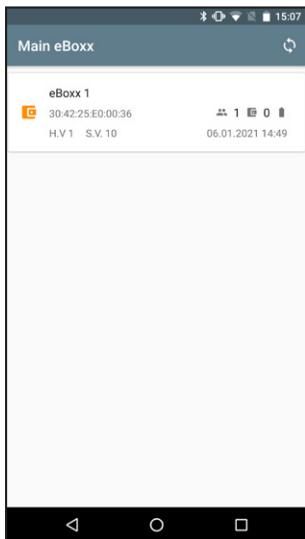 15:07
Main eBoxx
eBoxx 1
30:42:25:E0:00:36 1 0
H.V 1 S.V. 10 06.01.2021 14:49